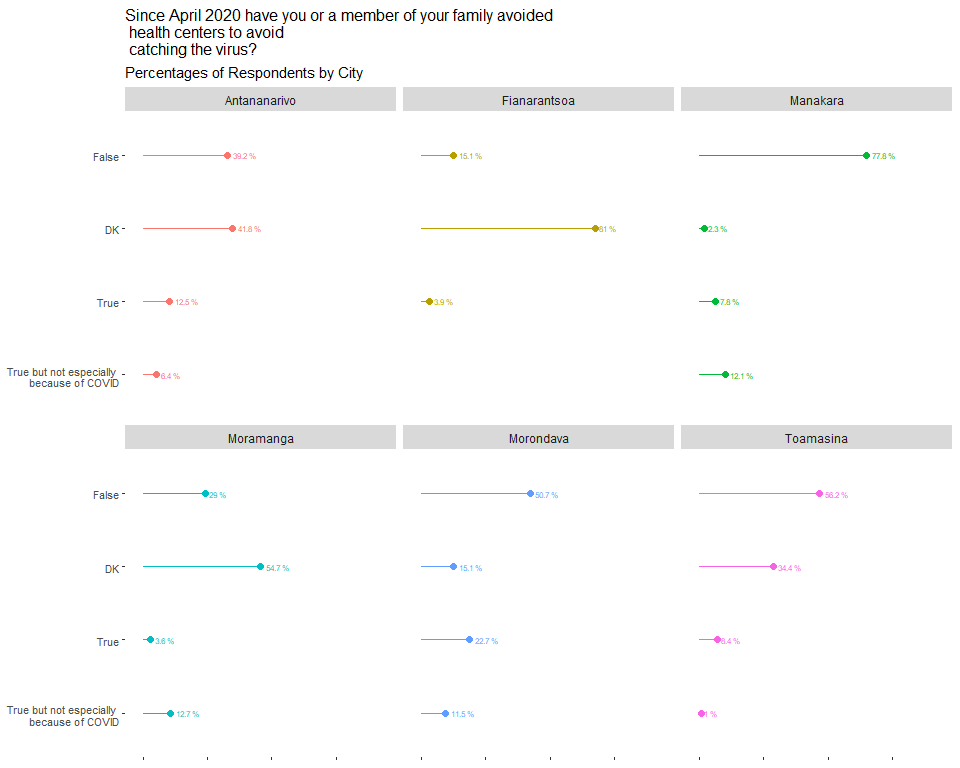 Since April 2020 have you or a member of your family avoided
health centers to avoid
catching the virus?
Percentages of Respondents by City
Antananarivo Fianarantsoa Manakara
False 39.2 % 15.1 % 77.8 %
DK 41.8 % 81 % 2.3 %
True 12.5 % 3.9 % 7.8 %
True but not especially
because of COVID 6.4 % 12.1 %
Moramanga Morondava Toamasina
False 29 % 50.7 % 56.2 %
DK 54.7 % 15.1 % 34.4 %
True 3.6 % 22.7 % 8.4 %
True but not especially
because of COVID 12.7 % 11.5 % 1 %